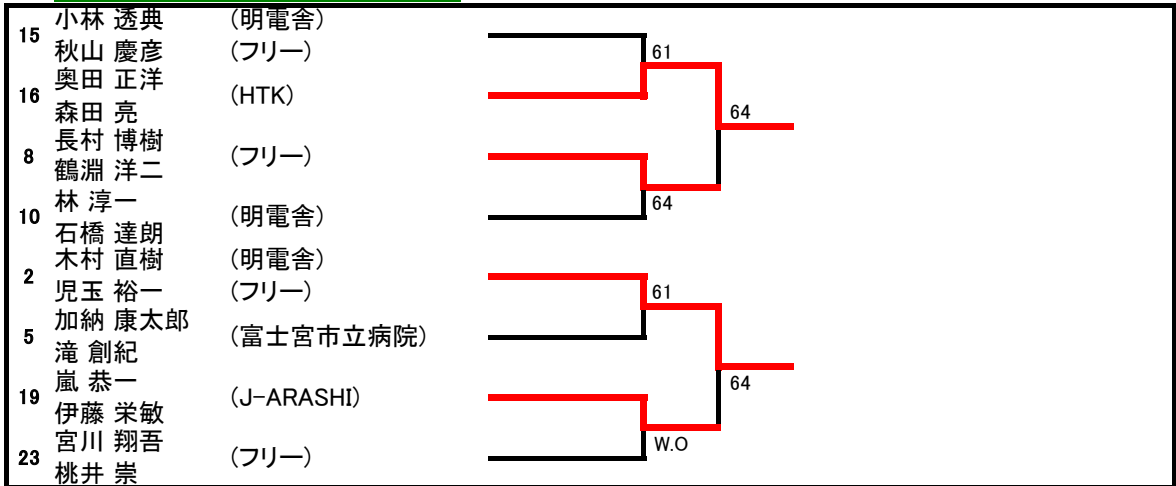 15 小林 透典 (明電舎)
秋山 慶彦 (フリー)
61
16 奥田 正洋
(HTK)
森田 亮
64
8 長村 博樹
(フリー)
鶴淵 洋二
64
10 林 淳一
(明電舎)
石橋 達朗
2 木村 直樹 (明電舎)
児玉 裕一 (フリー)
61
5 加納 康太郎
(富士宮市立病院)
滝 創紀
64
19 嵐 恭一
(J-ARASHI)
伊藤 栄敏
W.O
23 宮川 翔吾
(フリー)
桃井 崇